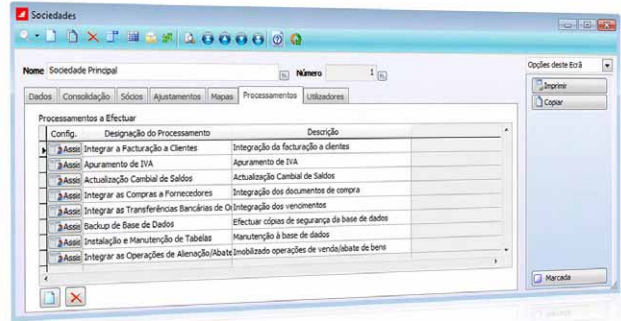 Sociedades
Nome Sociedade Principal Número 1
Opções deste Ecrã
Imprimir
Copiar
Dados Consolidação Sócios Ajustamentos Mapas Processamentos Utilizadores
Processamentos a Efectuar
Config. Designação do Processamento Descrição
Assis Integrar a Facturação a Clientes Integração da facturação a clientes
Assis Apuramento de IVA Apuramento de IVA
Assis Actualização Cambial de Saldos Actualização Cambial de Saldos
Assis Integrar as Compras a Fornecedores Integração dos documentos de compra
Assis Integrar as Transferências Bancárias de Or Integração dos vencimentos
Assis Backup de Base de Dados Efectuar cópias de segurança da base de dados
Assis Instalação e Manutenção de Tabelas Manutenção à base de dados
Assis Integrar as Operações de Alienação/Abate Imobilizado operações de venda/abate de bens
Marcada